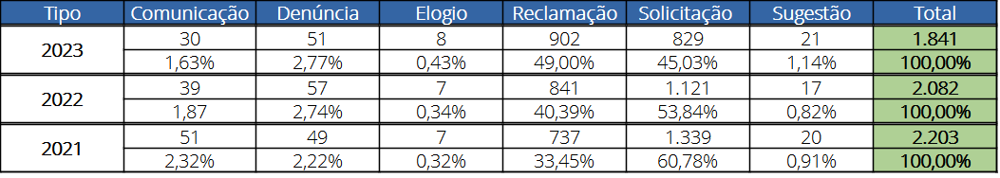 Tipo Comunicação Denúncia Elogio Reclamação Solicitação Sugestão Total
2023 30 51 8 902 829 21 1.841
1,63% 2,77% 0,43% 49,00% 45,03% 1,14% 100,00%
2022 39 57 7 841 1.121 17 2.082
1,87 2,74% 0,34% 40,39% 53,84% 0,82% 100,00%
2021 51 49 7 737 1.339 20 2.203
2,32% 2,22% 0,32% 33,45% 60,78% 0,91% 100,00%